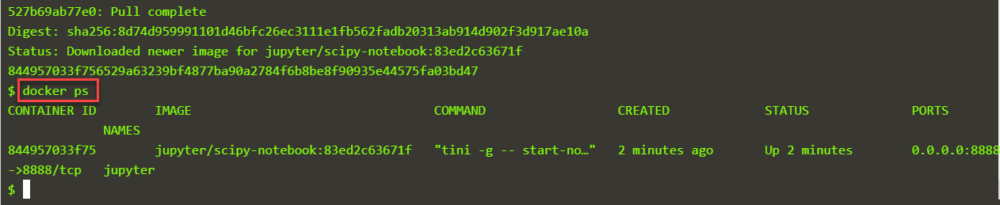 527b69ab77e0: Pull complete
Digest: sha256:8d74d959991101d46bfc26ec3111e1fb562fadb20313ab914d902f3d917ae10a
Status: Downloaded newer image for jupyter/scipy-notebook:83ed2c63671f
844957033f756529a63239bf4877ba90a2784f6b8be8f90935e44575fa03bd47
$ docker ps
CONTAINER ID        IMAGE                                 COMMAND                  CREATED             STATUS              PORTS
             NAMES
844957033f75        jupyter/scipy-notebook:83ed2c63671f   "tini -g -- start-no…"   2 minutes ago       Up 2 minutes        0.0.0.0:8888
->8888/tcp   jupyter
$